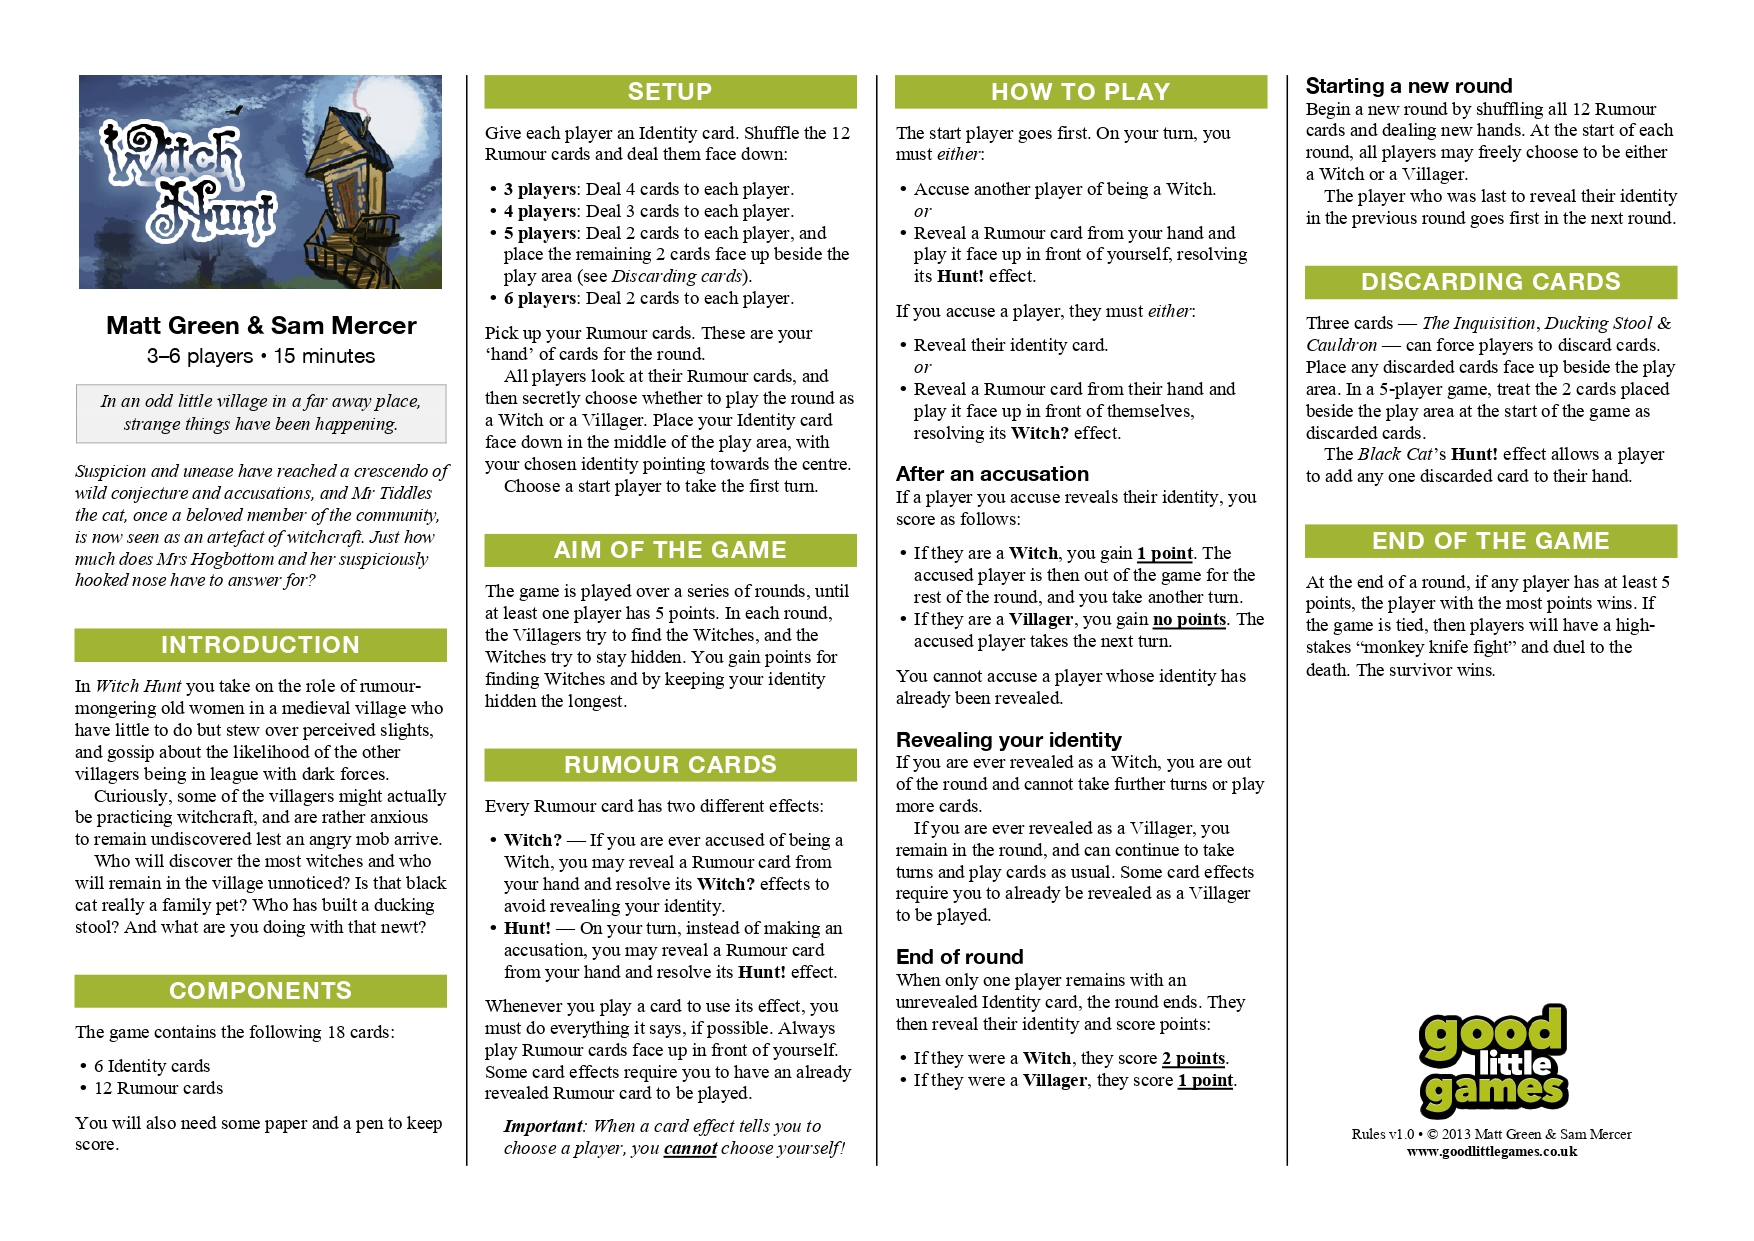 Witch
Hunt
Matt Green & Sam Mercer
3–6 players • 15 minutes
In an odd little village in a far away place,
strange things have been happening.
Suspicion and unease have reached a crescendo of
wild conjecture and accusations, and Mr Tiddles
the cat, once a beloved member of the community,
is now seen as an artefact of witchcraft. Just how
much does Mrs Hogbottom and her suspiciously
hooked nose have to answer for?
INTRODUCTION
In Witch Hunt you take on the role of rumour-
mongering old women in a medieval village who
have little to do but stew over perceived slights,
and gossip about the likelihood of the other
villagers being in league with dark forces.
Curiously, some of the villagers might actually
be practicing witchcraft, and are rather anxious
to remain undiscovered lest an angry mob arrive.
Who will discover the most witches and who
will remain in the village unnoticed? Is that black
cat really a family pet? Who has built a ducking
stool? And what are you doing with that newt?
COMPONENTS
The game contains the following 18 cards:
• 6 Identity cards
• 12 Rumour cards
You will also need some paper and a pen to keep
score.
SETUP
Give each player an Identity card. Shuffle the 12
Rumour cards and deal them face down:
• 3 players: Deal 4 cards to each player.
• 4 players: Deal 3 cards to each player.
• 5 players: Deal 2 cards to each player, and
place the remaining 2 cards face up beside the
play area (see Discarding cards).
• 6 players: Deal 2 cards to each player.
Pick up your Rumour cards. These are your
‘hand’ of cards for the round.
All players look at their Rumour cards, and
then secretly choose whether to play the round as
a Witch or a Villager. Place your Identity card
face down in the middle of the play area, with
your chosen identity pointing towards the centre.
Choose a start player to take the first turn.
AIM OF THE GAME
The game is played over a series of rounds, until
at least one player has 5 points. In each round,
the Villagers try to find the Witches, and the
Witches try to stay hidden. You gain points for
finding Witches and by keeping your identity
hidden the longest.
RUMOUR CARDS
Every Rumour card has two different effects:
• Witch? — If you are ever accused of being a
Witch, you may reveal a Rumour card from
your hand and resolve its Witch? effects to
avoid revealing your identity.
• Hunt! — On your turn, instead of making an
accusation, you may reveal a Rumour card
from your hand and resolve its Hunt! effect.
Whenever you play a card to use its effect, you
must do everything it says, if possible. Always
play Rumour cards face up in front of yourself.
Some card effects require you to have an already
revealed Rumour card to be played.
Important: When a card effect tells you to
choose a player, you cannot choose yourself!
HOW TO PLAY
The start player goes first. On your turn, you
must either:
• Accuse another player of being a Witch.
or
• Reveal a Rumour card from your hand and
play it face up in front of yourself, resolving
its Hunt! effect.
If you accuse a player, they must either:
• Reveal their identity card.
or
• Reveal a Rumour card from their hand and
play it face up in front of themselves,
resolving its Witch? effect.
After an accusation
If a player you accuse reveals their identity, you
score as follows:
• If they are a Witch, you gain 1 point. The
accused player is then out of the game for the
rest of the round, and you take another turn.
• If they are a Villager, you gain no points. The
accused player takes the next turn.
You cannot accuse a player whose identity has
already been revealed.
Revealing your identity
If you are ever revealed as a Witch, you are out
of the round and cannot take further turns or play
more cards.
If you are ever revealed as a Villager, you
remain in the round, and can continue to take
turns and play cards as usual. Some card effects
require you to already be revealed as a Villager
to be played.
End of round
When only one player remains with an
unrevealed Identity card, the round ends. They
then reveal their identity and score points:
• If they were a Witch, they score 2 points.
• If they were a Villager, they score 1 point.
Starting a new round
Begin a new round by shuffling all 12 Rumour
cards and dealing new hands. At the start of each
round, all players may freely choose to be either
a Witch or a Villager.
The player who was last to reveal their identity
in the previous round goes first in the next round.
DISCARDING CARDS
Three cards — The Inquisition, Ducking Stool &
Cauldron — can force players to discard cards.
Place any discarded cards face up beside the play
area. In a 5-player game, treat the 2 cards placed
beside the play area at the start of the game as
discarded cards.
The Black Cat’s Hunt! effect allows a player
to add any one discarded card to their hand.
END OF THE GAME
At the end of a round, if any player has at least 5
points, the player with the most points wins. If
the game is tied, then players will have a high-
stakes “monkey knife fight” and duel to the
death. The survivor wins.
good
little
games
Rules v1.0 • © 2013 Matt Green & Sam Mercer
www.goodlittlegames.co.uk